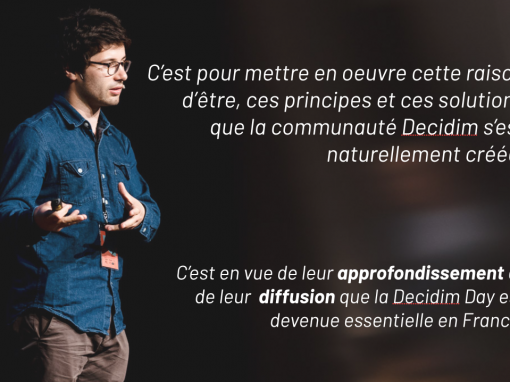 C'est pour mettre en oeuvre cette raiso
d'être, ces principes et ces solution
que la communauté Decidim s'es
naturellement créé
C'est en vue de leur approfondissement
de leur diffusion que la Decidim Day e
devenue essentielle en Franc